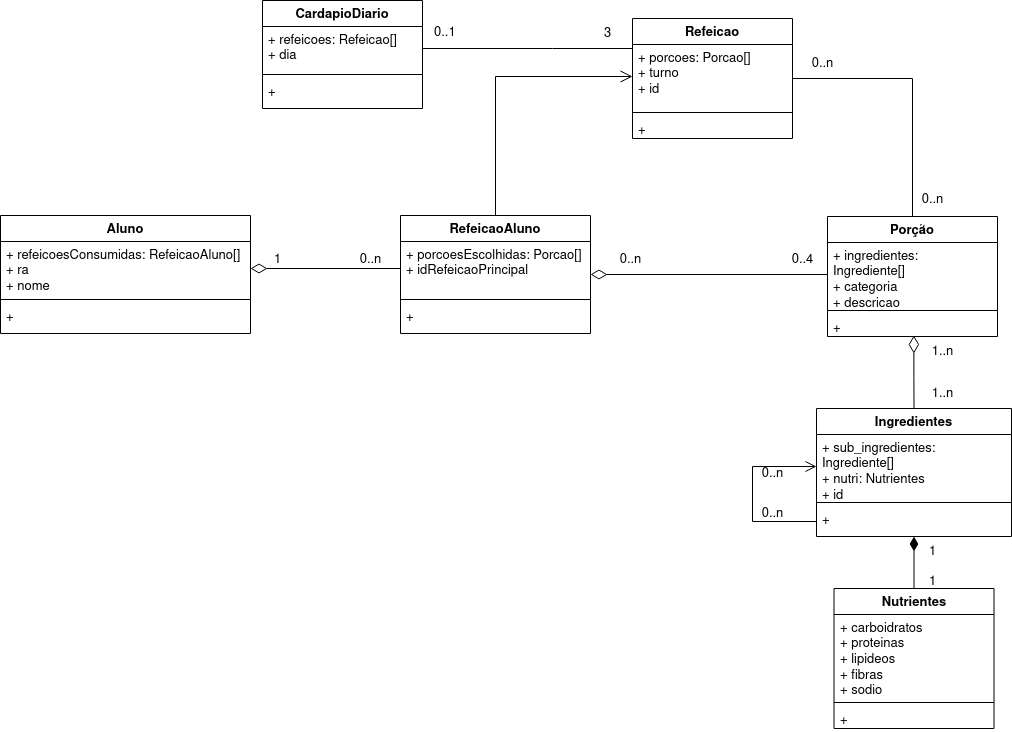 CardapioDiario
+ refeicoes: Refeicao[]
+ dia
+
0..1
3
Refeicao
+ porcoes: Porcao[]
+ turno
+ id
+
0..n
0..n
Aluno
+ refeicoesConsumidas: RefeicaoAluno[]
+ ra
+ nome
+
1
0..n
RefeicaoAluno
+ porcoesEscolhidas: Porcao[]
+ idRefeicaoPrincipal
+
0..n
0..4
Porção
+ ingredientes:
Ingrediente[]
+ categoria
+ descricao
+
1..n
1..n
Ingredientes
+ sub_ingredientes:
Ingrediente[]
+ nutri: Nutrientes
+ id
+
0..n
0..n
1
1
Nutrientes
+ carboidratos
+ proteinas
+ lipideos
+ fibras
+ sodio
+